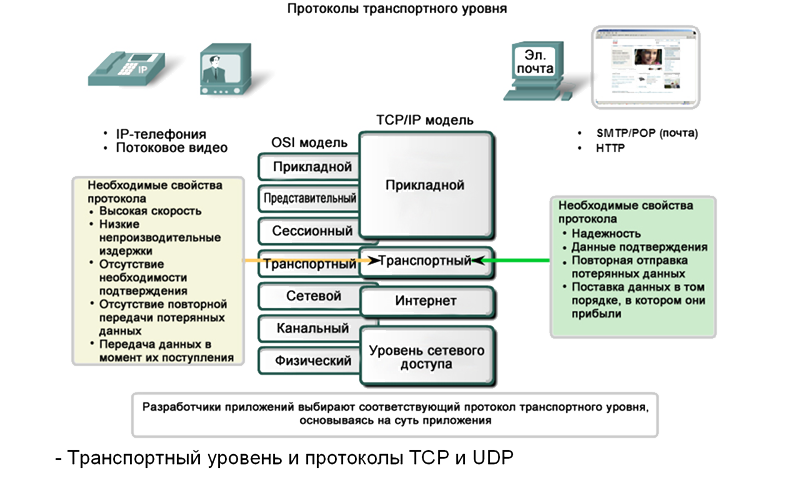 Протоколы транспортного уровня
IP
Эл.
почта
• IP-телефония
• Потоковое видео
• SMTP/POP (почта)
• HTTP
TCP/IP модель
OSI модель
Прикладной
Представительный
Сессионный
Транспортный
Сетевой
Канальный
Физический
Прикладной
Транспортный
Интернет
Уровень сетевого
доступа
Необходимые свойства
протокола
• Высокая скорость
• Низкие
непроизводительные
издержки
• Отсутствие
необходимости
подтверждения
• Отсутствие повторной
передачи потерянных
данных
• Передача данных в
момент их поступления
Необходимые свойства
протокола
• Надежность
• Данные подтверждения
• Повторная отправка
потерянных данных
• Поставка данных в том
порядке, в котором они
прибыли
Разработчики приложений выбирают соответствующий протокол транспортного уровня,
основываясь на суть приложения
- Транспортный уровень и протоколы TCP и UDP